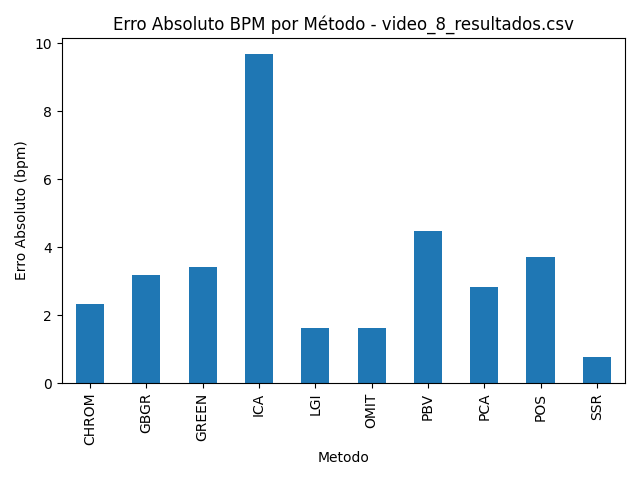 Erro Absoluto BPM por Método - video_8_resultados.csv
Erro Absoluto (bpm)
10
8
6
4
2
0
CHROM
GBGR
GREEN
ICA
LGI
OMIT
PBV
PCA
POS
SSR
Metodo